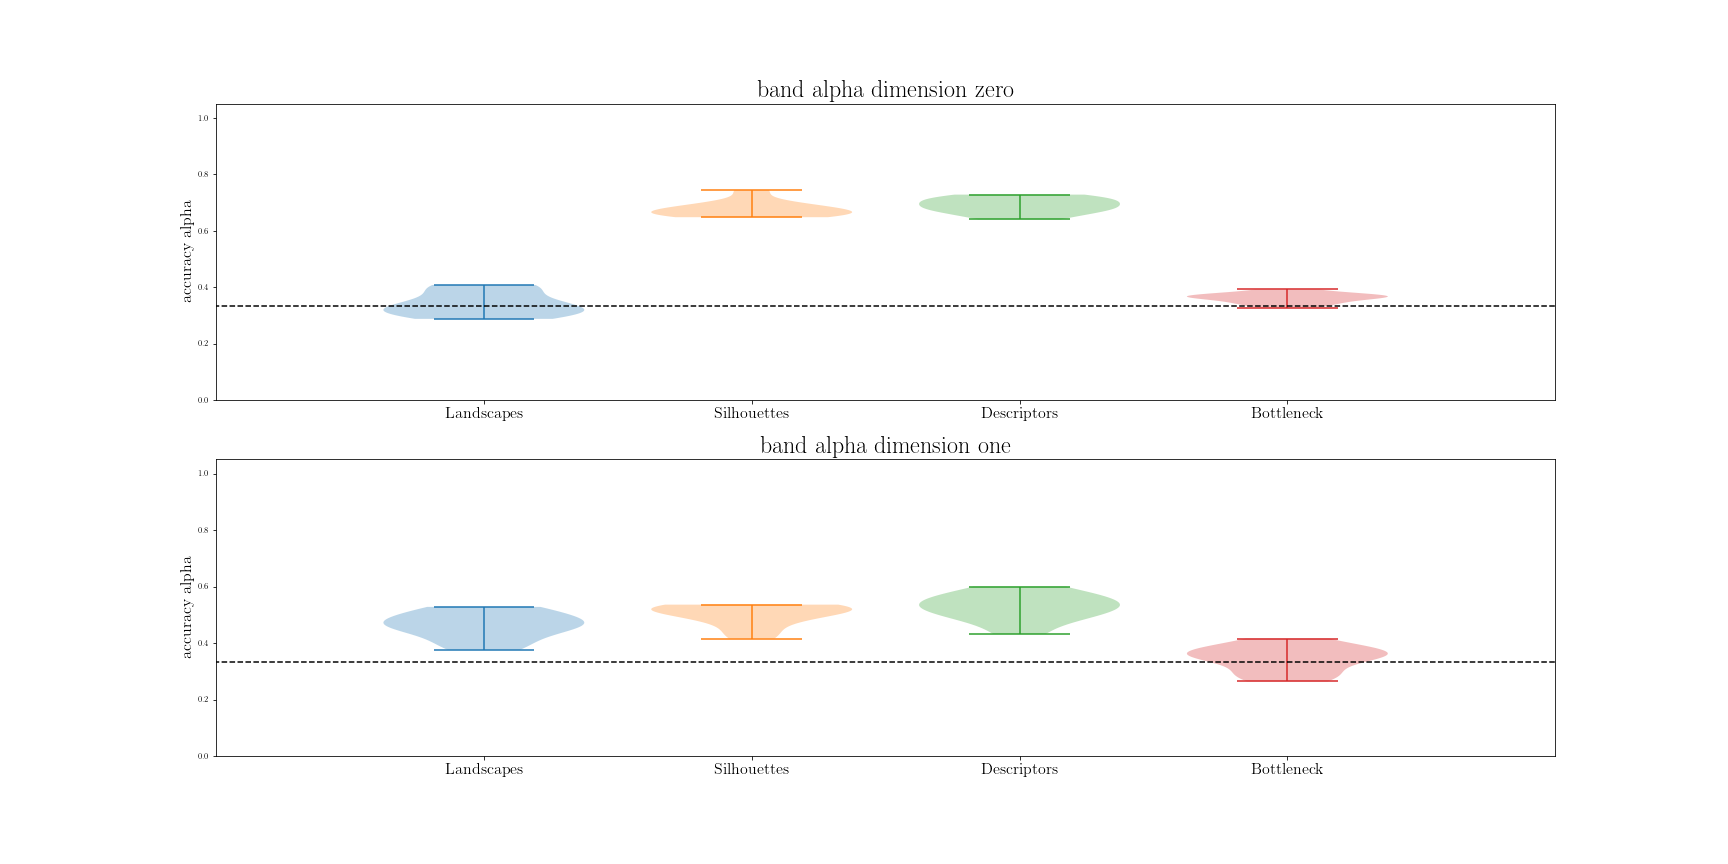 band alpha dimension zero
accuracy alpha
1.0
0.8
0.6
0.4
0.2
0.0
Landscapes Silhouettes Descriptors Bottleneck
band alpha dimension one
accuracy alpha
1.0
0.8
0.6
0.4
0.2
0.0
Landscapes Silhouettes Descriptors Bottleneck